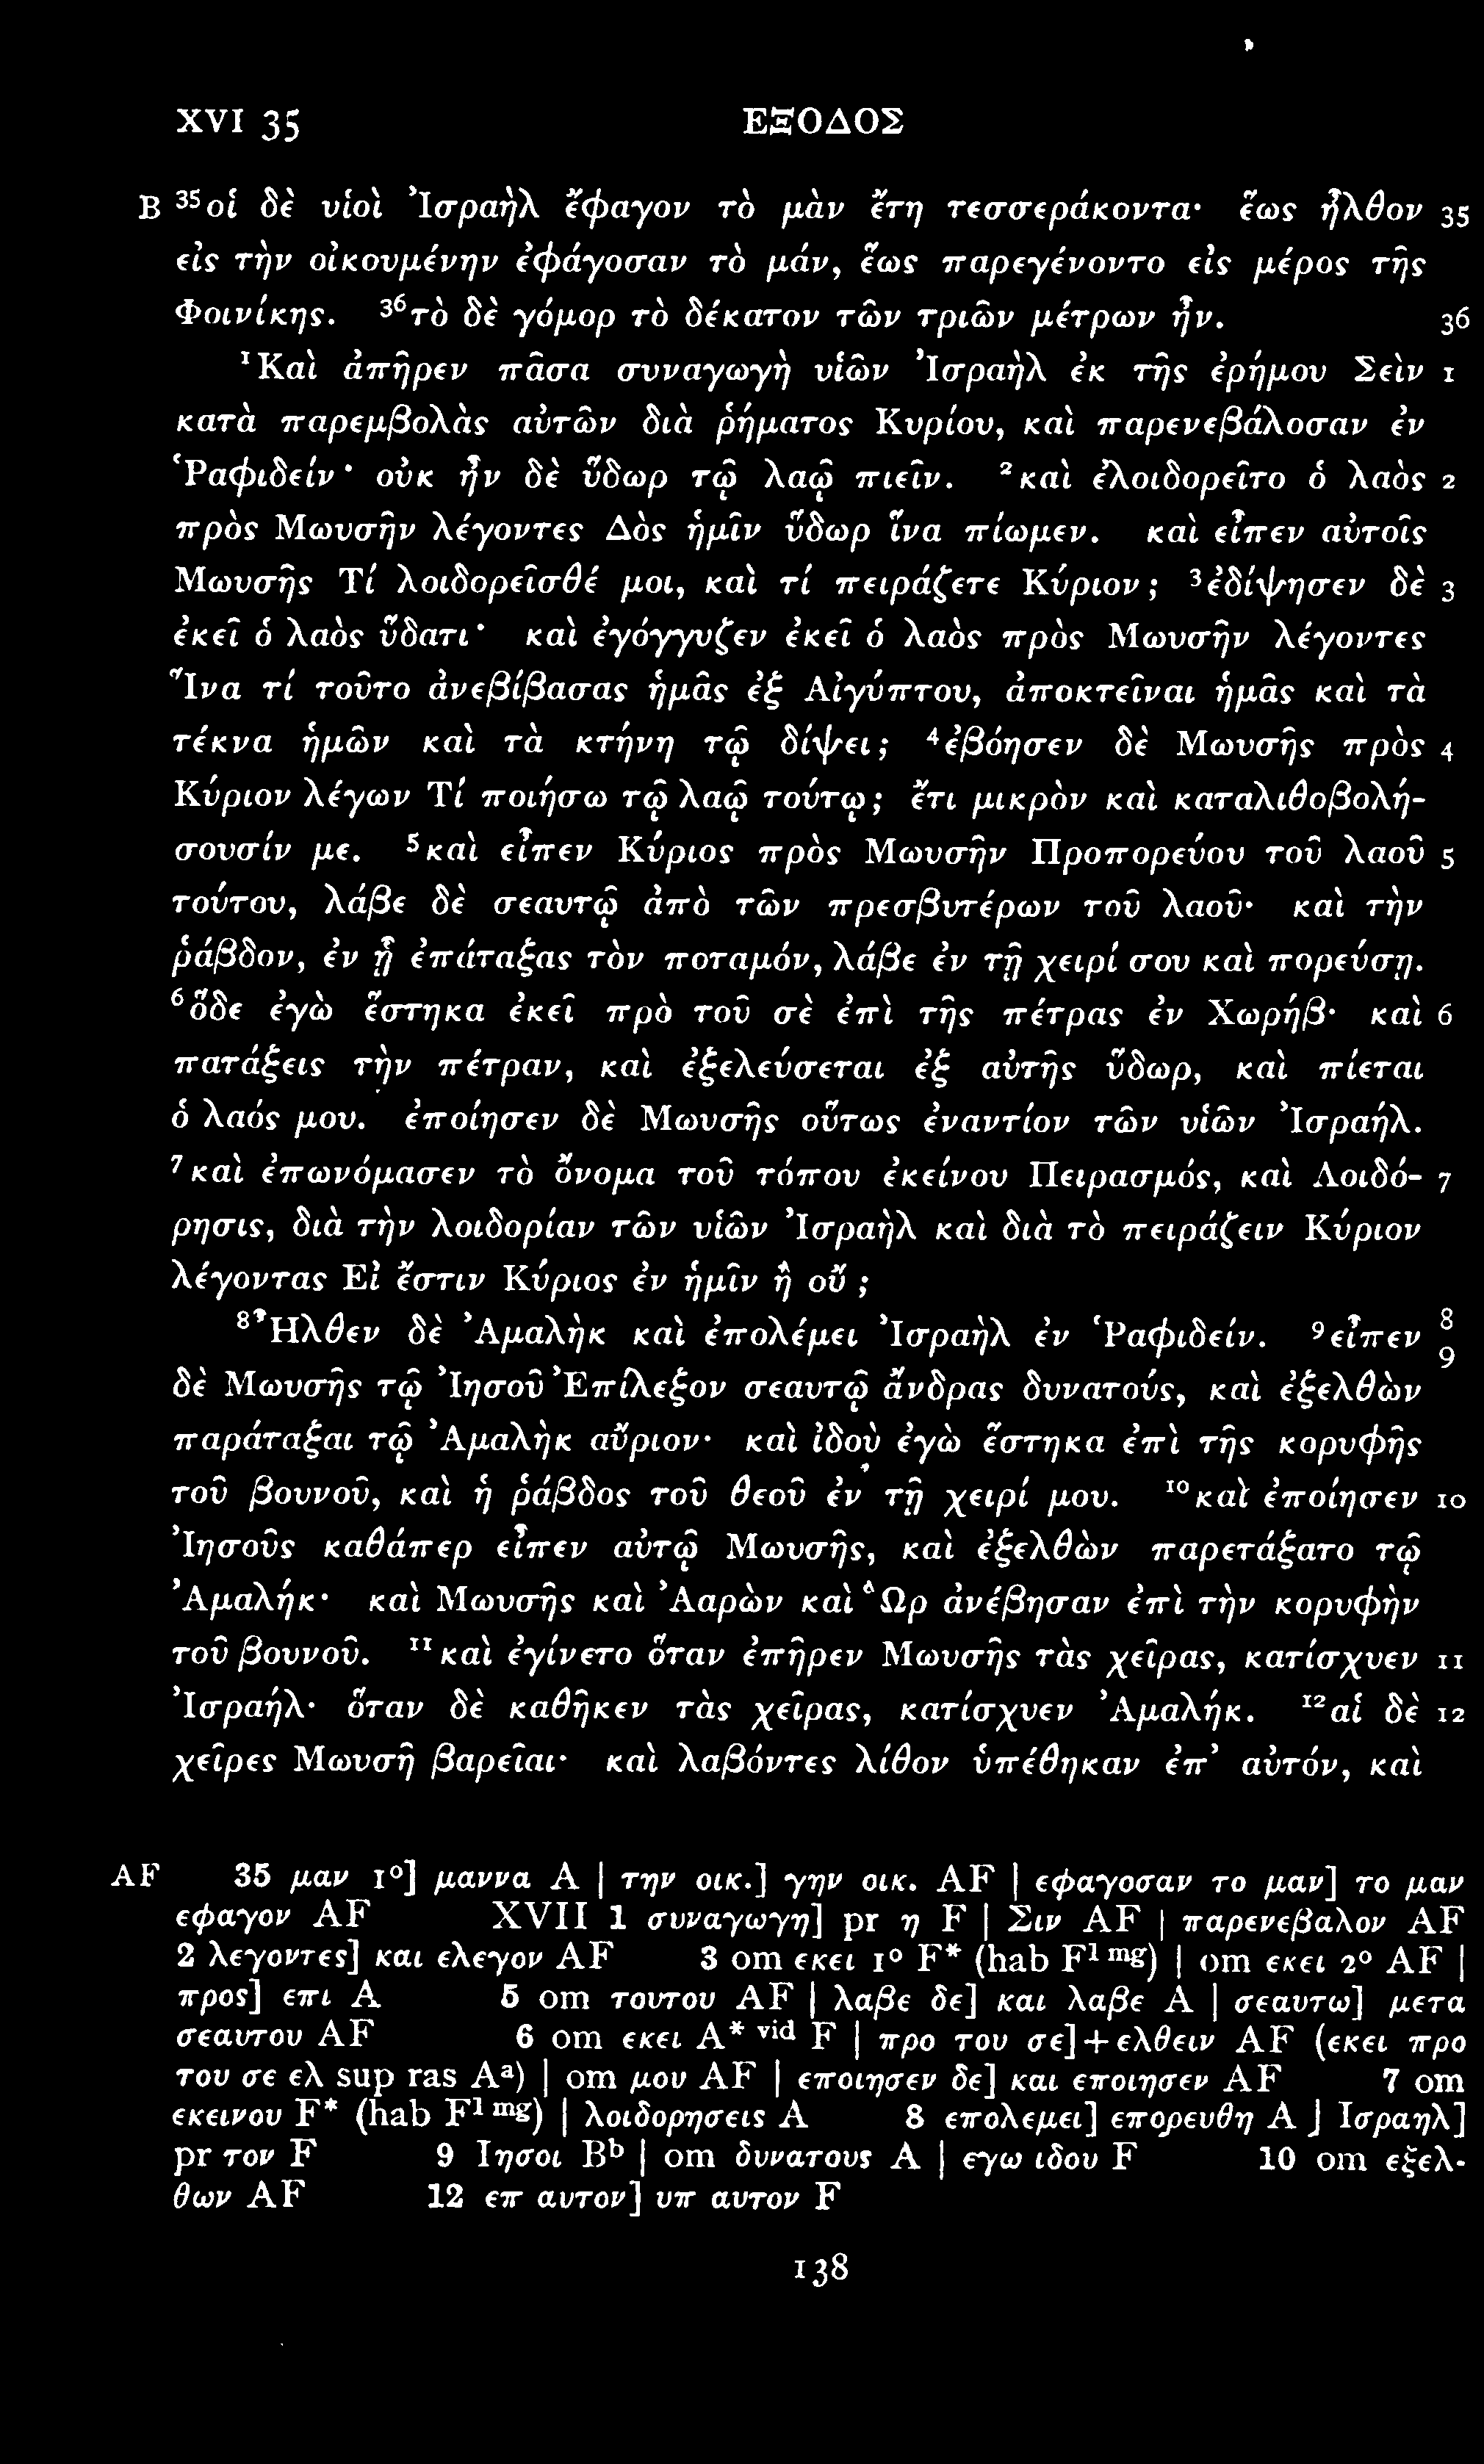 XVI 35 ΕΞΟΔΟΣ
B ³⁵οἱ δὲ υἱοὶ Ἰσραὴλ ἔφαγον τὸ μὰν ἔτη τεσσεράκοντα· ἕως ἦλθον 35
εἰς τὴν οἰκουμένην ἐφάγοσαν τὸ μάν, ἕως παρεγένοντο εἰς μέρος τῆς
Φοινίκης. ³⁶τὸ δὲ γόμορ τὸ δέκατον τῶν τριῶν μέτρων ἦν. 36
¹Καὶ ἀπῆρεν πᾶσα συναγωγὴ υἱῶν Ἰσραὴλ ἐκ τῆς ἐρήμου Σεὶν 1
κατὰ παρεμβολὰς αὐτῶν διὰ ῥήματος Κυρίου, καὶ παρενεβάλοσαν ἐν
Ῥαφιδείν· οὐκ ἦν δὲ ὕδωρ τῷ λαῷ πιεῖν. ²καὶ ἐλοιδορεῖτο ὁ λαὸς 2
πρὸς Μωυσῆν λέγοντες Δὸς ἡμῖν ὕδωρ ἵνα πίωμεν. καὶ εἶπεν αὐτοῖς
Μωυσῆς Τί λοιδορεῖσθέ μοι, καὶ τί πειράζετε Κύριον; ³ἐδίψησεν δὲ 3
ἐκεῖ ὁ λαὸς ὕδατι· καὶ ἐγόγγυζεν ἐκεῖ ὁ λαὸς πρὸς Μωυσῆν λέγοντες
Ἵνα τί τοῦτο ἀνεβίβασας ἡμᾶς ἐξ Αἰγύπτου, ἀποκτεῖναι ἡμᾶς καὶ τὰ
τέκνα ἡμῶν καὶ τὰ κτήνη τῷ δίψει; ⁴ἐβόησεν δὲ Μωυσῆς πρὸς 4
Κύριον λέγων Τί ποιήσω τῷ λαῷ τούτῳ; ἔτι μικρὸν καὶ καταλιθοβολή-
σουσίν με. ⁵καὶ εἶπεν Κύριος πρὸς Μωυσῆν Προπορεύου τοῦ λαοῦ 5
τούτου, λάβε δὲ σεαυτῷ ἀπὸ τῶν πρεσβυτέρων τοῦ λαοῦ· καὶ τὴν
ῥάβδον, ἐν ᾗ ἐπάταξας τὸν ποταμόν, λάβε ἐν τῇ χειρί σου καὶ πορεύσῃ.
⁶ὅδε ἐγὼ ἕστηκα ἐκεῖ πρὸ τοῦ σὲ ἐπὶ τῆς πέτρας ἐν Χωρήβ· καὶ 6
πατάξεις τὴν πέτραν, καὶ ἐξελεύσεται ἐξ αὐτῆς ὕδωρ, καὶ πίεται
ὁ λαός μου. ἐποίησεν δὲ Μωυσῆς οὕτως ἐναντίον τῶν υἱῶν Ἰσραήλ.
⁷καὶ ἐπωνόμασεν τὸ ὄνομα τοῦ τόπου ἐκείνου Πειρασμός, καὶ Λοιδό- 7
ρησις, διὰ τὴν λοιδορίαν τῶν υἱῶν Ἰσραὴλ καὶ διὰ τὸ πειράζειν Κύριον
λέγοντας Εἰ ἔστιν Κύριος ἐν ἡμῖν ἢ οὔ;
⁸Ἦλθεν δὲ Ἀμαλὴκ καὶ ἐπολέμει Ἰσραὴλ ἐν Ῥαφιδείν. ⁹εἶπεν 8 9
δὲ Μωυσῆς τῷ Ἰησοῦ Ἐπίλεξον σεαυτῷ ἄνδρας δυνατούς, καὶ ἐξελθὼν
παράταξαι τῷ Ἀμαλὴκ αὔριον· καὶ ἰδοὺ ἐγὼ ἕστηκα ἐπὶ τῆς κορυφῆς
τοῦ βουνοῦ, καὶ ἡ ῥάβδος τοῦ θεοῦ ἐν τῇ χειρί μου. ¹⁰καὶ ἐποίησεν 10
Ἰησοῦς καθάπερ εἶπεν αὐτῷ Μωυσῆς, καὶ ἐξελθὼν παρετάξατο τῷ
Ἀμαλήκ· καὶ Μωυσῆς καὶ Ἀαρὼν καὶ Ὢρ ἀνέβησαν ἐπὶ τὴν κορυφὴν
τοῦ βουνοῦ. ¹¹καὶ ἐγίνετο ὅταν ἐπῆρεν Μωυσῆς τὰς χεῖρας, κατίσχυεν 11
Ἰσραήλ· ὅταν δὲ καθῆκεν τὰς χεῖρας, κατίσχυεν Ἀμαλήκ. ¹²αἱ δὲ 12
χεῖρες Μωυσῆ βαρεῖαι· καὶ λαβόντες λίθον ὑπέθηκαν ἐπ’ αὐτόν, καὶ
AF 35 μαν 1°] μαννα A | την οικ.] γην οικ. AF | εφαγοσαν το μαν] το μαν
εφαγον AF XVII 1 συναγωγη] pr η F | Σιν AF | παρενεβαλον AF
2 λεγοντες] και ελεγον AF 3 om εκει 1° F* (hab F¹ᵐᵍ) | om εκει 2° AF |
προς] επι A 5 om τουτου AF | λαβε δε] και λαβε A | σεαυτω] μετα
σεαυτου AF 6 om εκει A* ᵛⁱᵈ F | προ του σε]+ελθειν AF (εκει προ
του σε ελ sup ras Aᵃ) | om μου AF | εποιησεν δε] και εποιησεν AF 7 om
εκεινου F* (hab F¹ᵐᵍ) | λοιδορησεις A 8 επολεμει] επορευθη A | Ισραηλ]
pr τον F 9 Ιησοι Bᵇ | om δυνατους A | εγω ιδου F 10 om εξελ-
θων AF 12 επ αυτον] υπ αυτον F
138